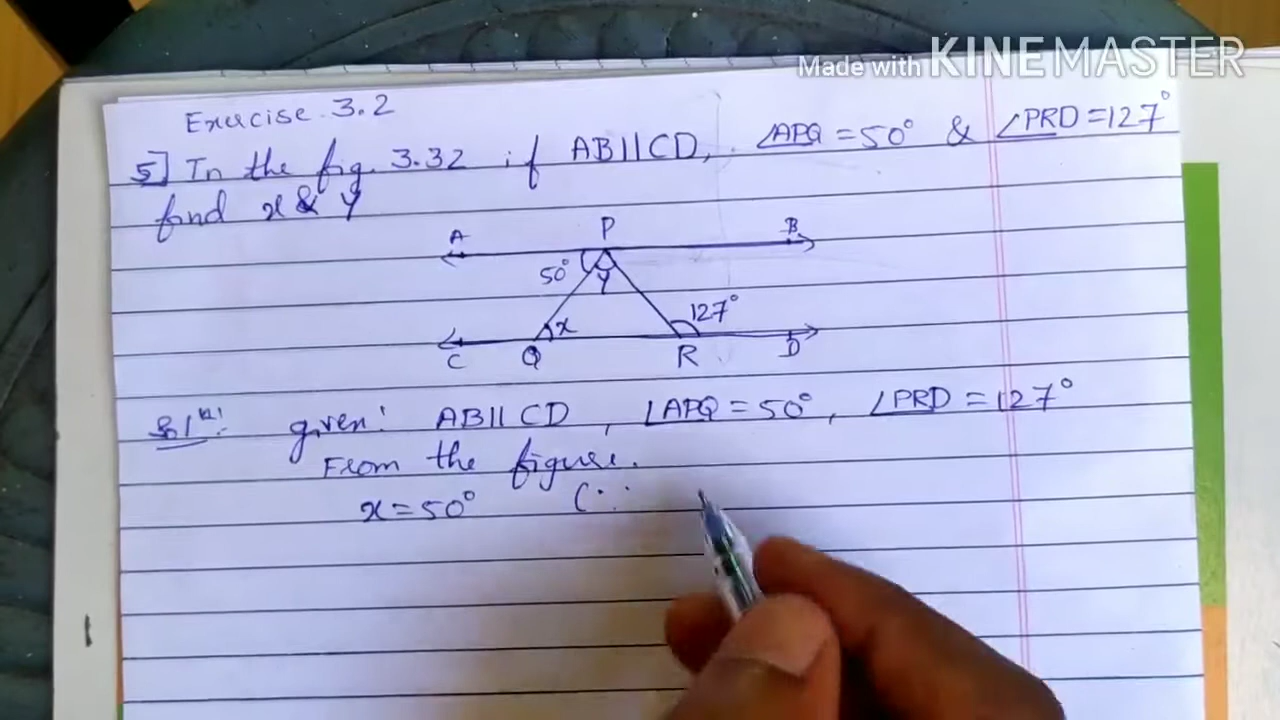 Made with KINEMASTER
Exercise 3.2
5] In the fig. 3.32 if AB||CD, ∠APQ = 50° & ∠PRD = 127°
find x & y
A P B
50° y
x 127°
C Q R D
Sol^n: given: AB||CD, ∠APQ = 50°, ∠PRD = 127°
From the figure.
x = 50° (∵